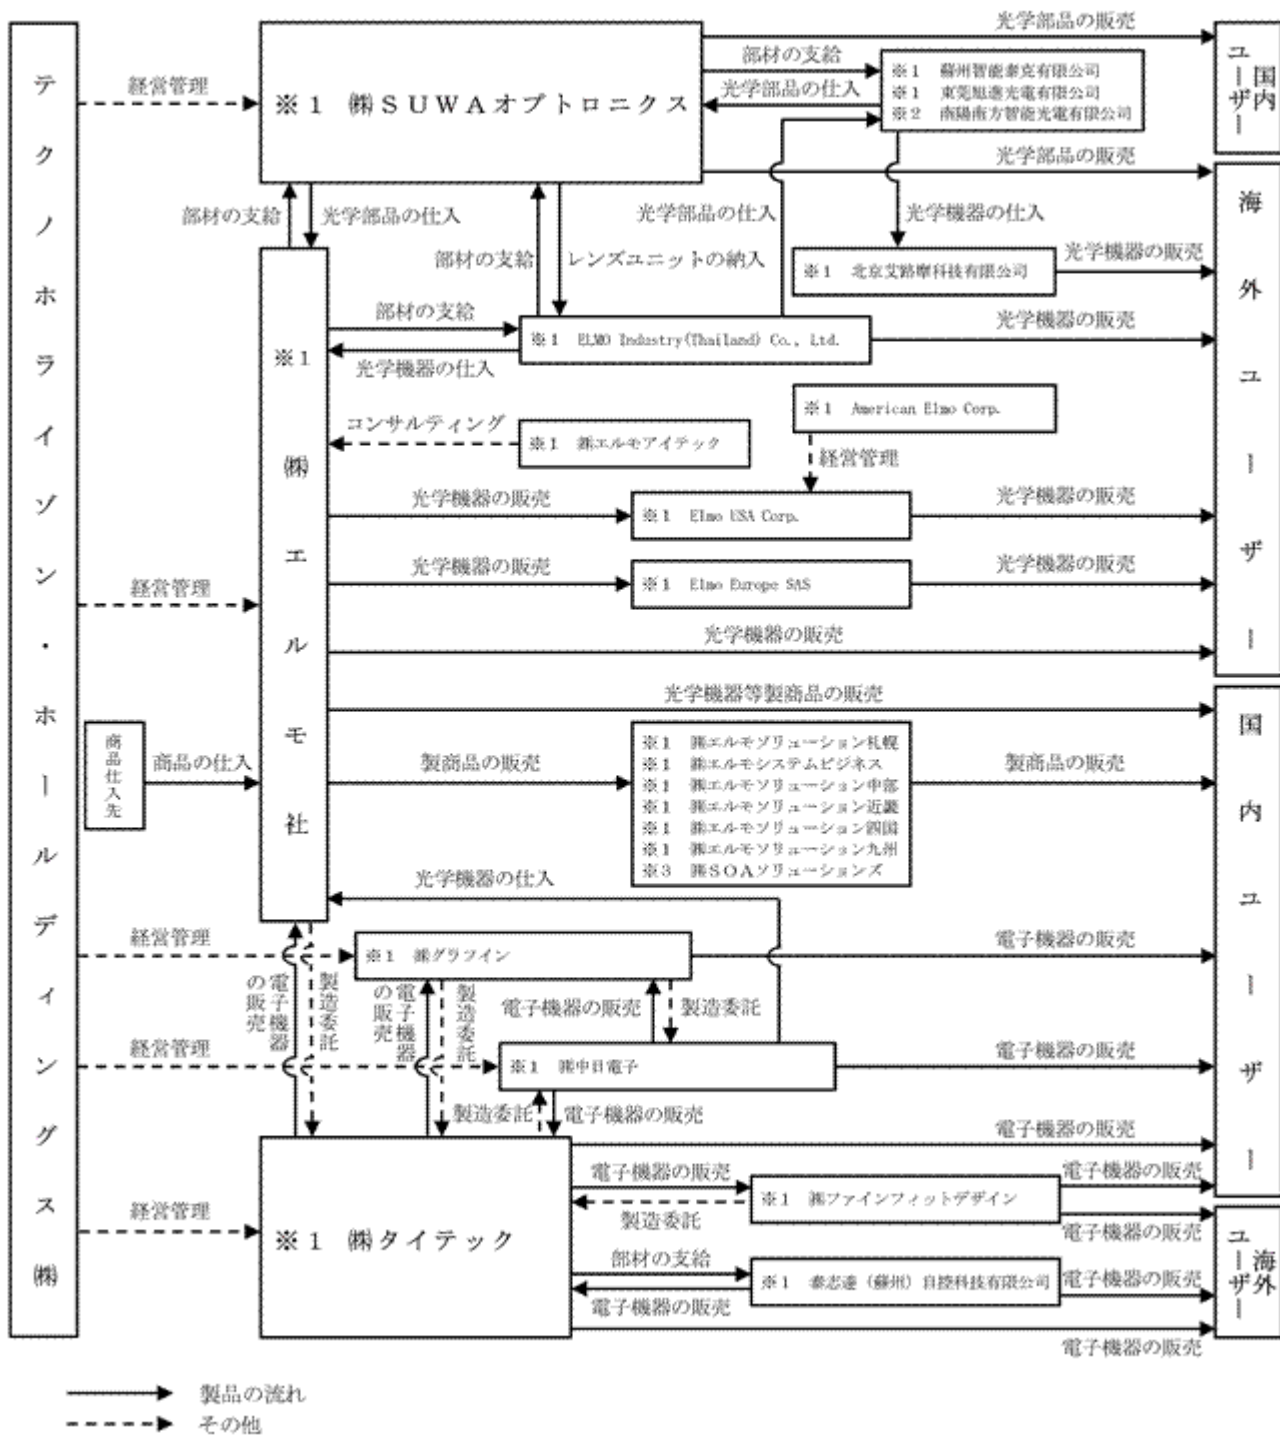 テクノホライゾン・ホールディングス㈱
経営管理
※1 ㈱SUWAオプトロニクス
光学部品の販売
国内ユーザー
部材の支給
光学部品の仕入
※1 蘇州智能泰克有限公司
※1 東莞旭進光電有限公司
※2 南陽南方智能光電有限公司
光学部品の販売
海外ユーザー
部材の支給
光学部品の仕入
部材の支給
レンズユニットの納入
光学部品の仕入
光学機器の仕入
※1 北京艾路摩科技有限公司
光学機器の販売
※1 ㈱エルモ社
部材の支給
光学機器の仕入
※1 ELMO Industry(Thailand) Co., Ltd.
光学機器の販売
※1 American Elmo Corp.
経営管理
コンサルティング
※1 ㈱エルモアイテック
光学機器の販売
※1 Elmo USA Corp.
光学機器の販売
経営管理
光学機器の販売
※1 Elmo Europe SAS
光学機器の販売
光学機器の販売
光学機器等製商品の販売
国内ユーザー
商品仕入先
商品の仕入
製商品の販売
※1 ㈱エルモソリューション札幌
※1 ㈱エルモシステムビジネス
※1 ㈱エルモソリューション中部
※1 ㈱エルモソリューション近畿
※1 ㈱エルモソリューション四国
※1 ㈱エルモソリューション九州
※3 ㈱SOAソリューションズ
製商品の販売
光学機器の仕入
経営管理
※1 ㈱グラフイン
電子機器の販売
電子機器の販売
製造委託
電子機器の販売
製造委託
電子機器の販売
製造委託
経営管理
※1 ㈱中日電子
電子機器の販売
製造委託
電子機器の販売
電子機器の販売
経営管理
※1 ㈱タイテック
電子機器の販売
製造委託
※1 ㈱ファインフィットデザイン
電子機器の販売
電子機器の販売
海外ユーザー
部材の支給
電子機器の販売
※1 泰志達(蘇州)自控科技有限公司
電子機器の販売
電子機器の販売
製品の流れ
その他